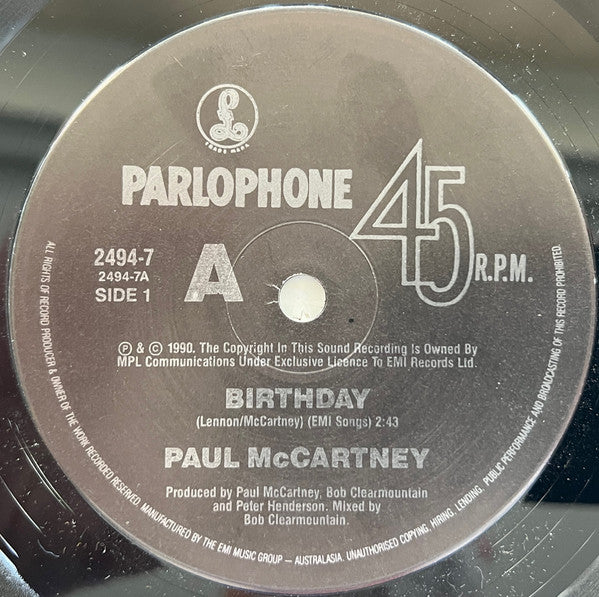 £
TRADE MARK
PARLOPHONE
45
R.P.M.
2494-7
2494-7A
SIDE 1
A
℗ & © 1990. The Copyright In This Sound Recording Is Owned By
MPL Communications Under Exclusive Licence To EMI Records Ltd.
BIRTHDAY
(Lennon/McCartney) (EMI Songs) 2:43
PAUL McCARTNEY
Produced by Paul McCartney, Bob Clearmountain
and Peter Henderson. Mixed by
Bob Clearmountain.
ALL RIGHTS OF RECORD PRODUCER & OWNER OF THE WORK RECORDED RESERVED. MANUFACTURED BY THE EMI MUSIC GROUP – AUSTRALASIA. UNAUTHORISED COPYING, HIRING, LENDING, PUBLIC PERFORMANCE AND BROADCASTING OF THIS RECORD PROHIBITED.